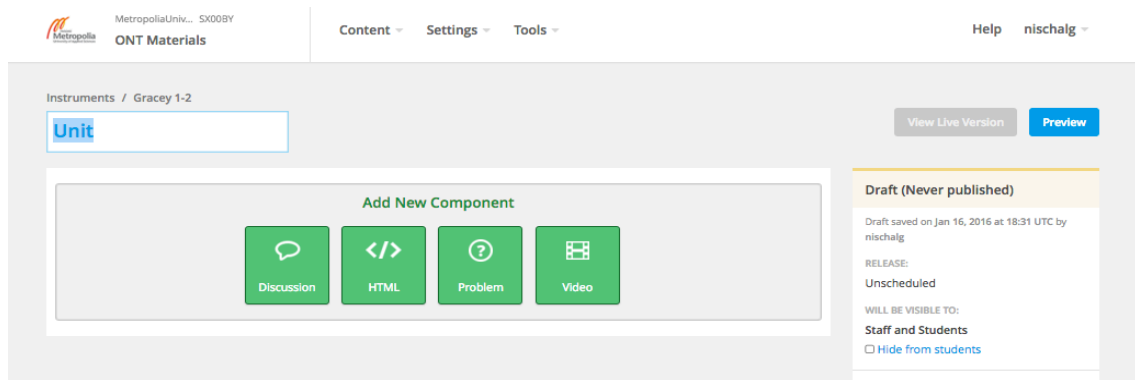 MetropoliaUniv... SX00BY
ONT Materials
Content
Settings
Tools
Help
nischalg
Metropolia
Instruments / Gracey 1-2
Unit
View Live Version
Preview
Add New Component
Discussion
</>
HTML
Problem
Video
Draft (Never published)
Draft saved on Jan 16, 2016 at 18:31 UTC by
nischalg
RELEASE:
Unscheduled
WILL BE VISIBLE TO:
Staff and Students
Hide from students